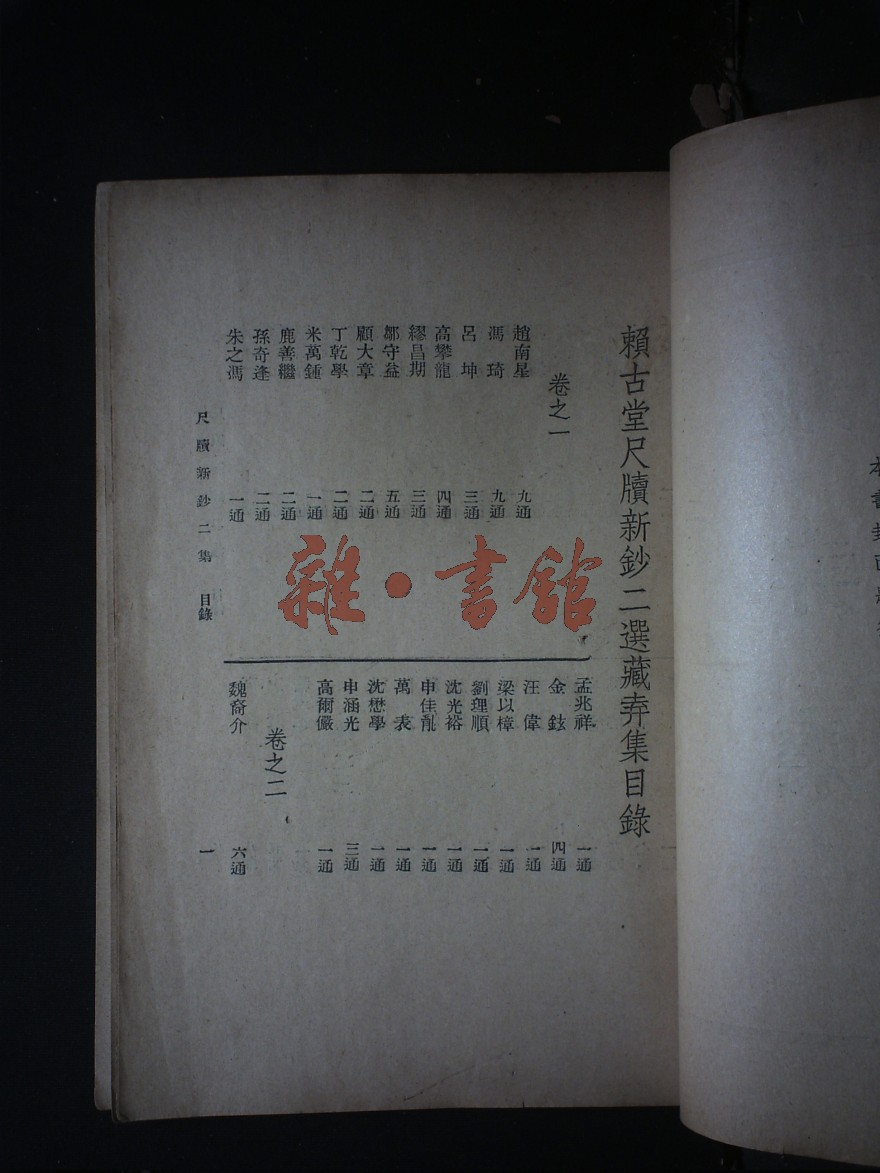 賴古堂尺牘新鈔二選藏弆集目錄
卷之一
趙南星 九通
馮琦 九通
呂坤 三通
高攀龍 四通
繆昌期 三通
鄒守益 五通
顧大章 二通
丁乾學 二通
米萬鍾 一通
鹿善繼 二通
孫奇逢 二通
朱之馮 一通
孟兆祥 一通
金鉉 四通
汪偉 一通
梁以樟 一通
劉理順 一通
沈光裕 一通
申佳胤 一通
萬表 一通
沈懋學 一通
申涵光 三通
高爾儼 一通
卷之二
魏裔介 六通
尺牘新鈔二集 目錄 一
雜·書館